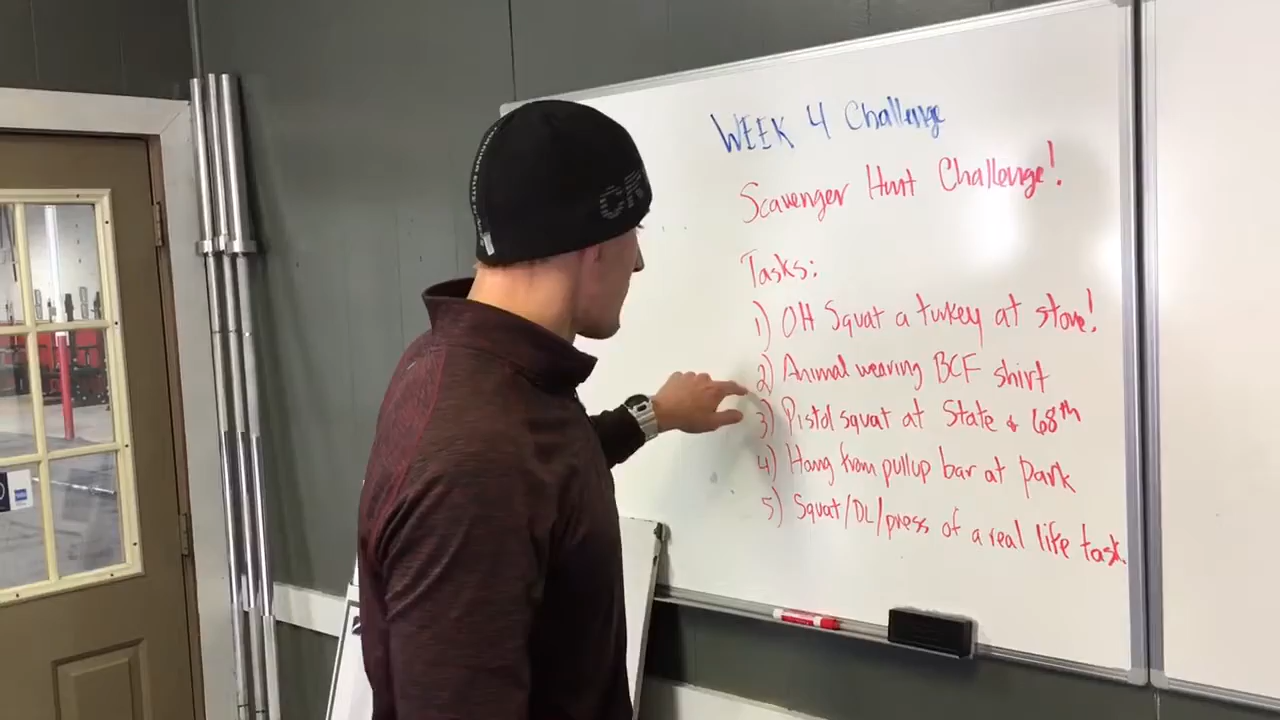 WEEK 4 Challenge
Scavenger Hunt Challenge!
Tasks:
1) OH Squat a turkey at store!
2) Animal wearing BCF shirt
3) Pistol squat at State & 68th
4) Hang from pullup bar at park
5) Squat/DL/press of a real life task.